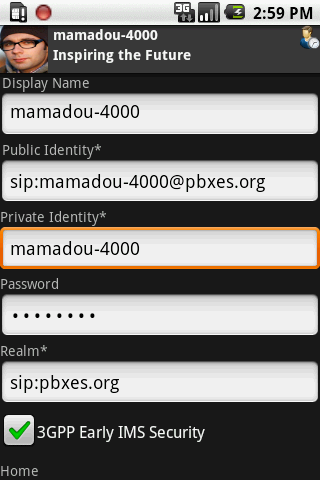 3G
2:59 PM
mamadou-4000
Inspiring the Future
Display Name
mamadou-4000
Public Identity*
sip:mamadou-4000@pbxes.org
Private Identity*
mamadou-4000
Password
••••••••
Realm*
sip:pbxes.org
3GPP Early IMS Security
Home